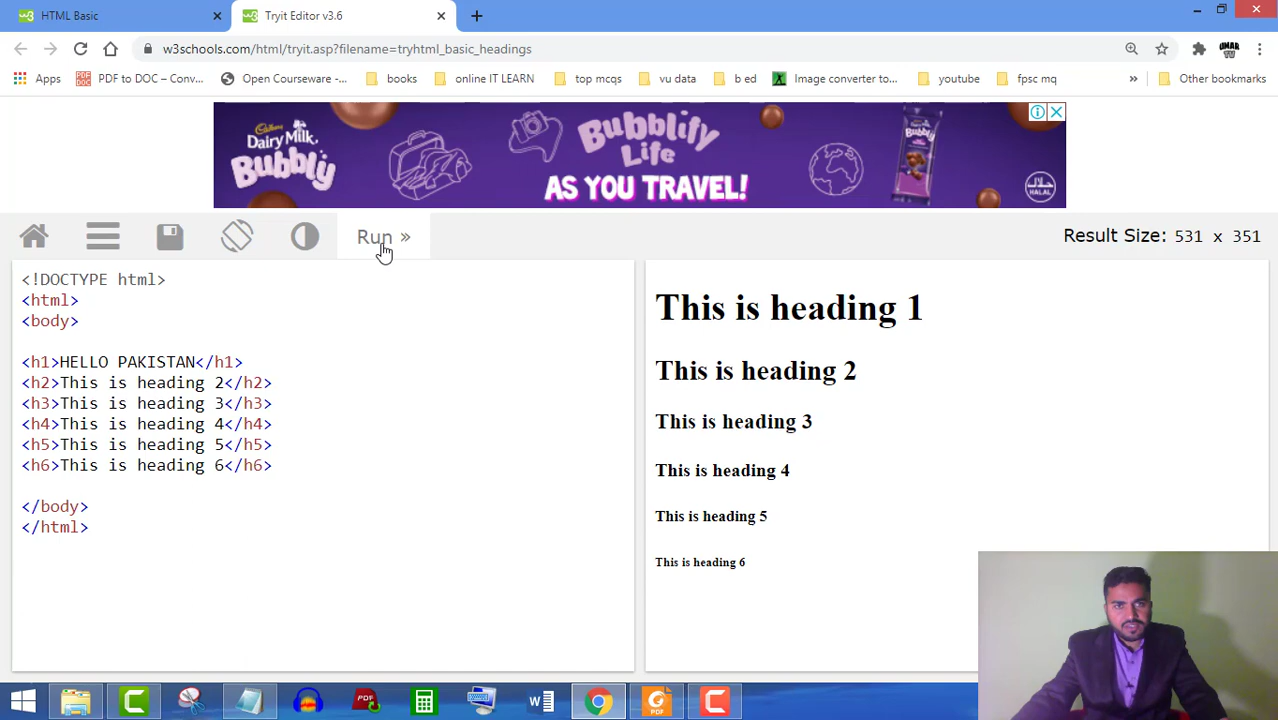 HTML Basic
Tryit Editor v3.6
w3schools.com/html/tryit.asp?filename=tryhtml_basic_headings
UMAR
Apps
PDF to DOC – Conv...
Open Courseware -...
books
online IT LEARN
top mcqs
vu data
b ed
Image converter to...
youtube
fpsc mq
»
Other bookmarks
Cadbury
Dairy Milk
Bubbly
Bubblify
Life
AS YOU TRAVEL!
HALAL
Run »
Result Size: 531 x 351
<!DOCTYPE html>
<html>
<body>
<h1>HELLO PAKISTAN</h1>
<h2>This is heading 2</h2>
<h3>This is heading 3</h3>
<h4>This is heading 4</h4>
<h5>This is heading 5</h5>
<h6>This is heading 6</h6>
</body>
</html>
This is heading 1
This is heading 2
This is heading 3
This is heading 4
This is heading 5
This is heading 6